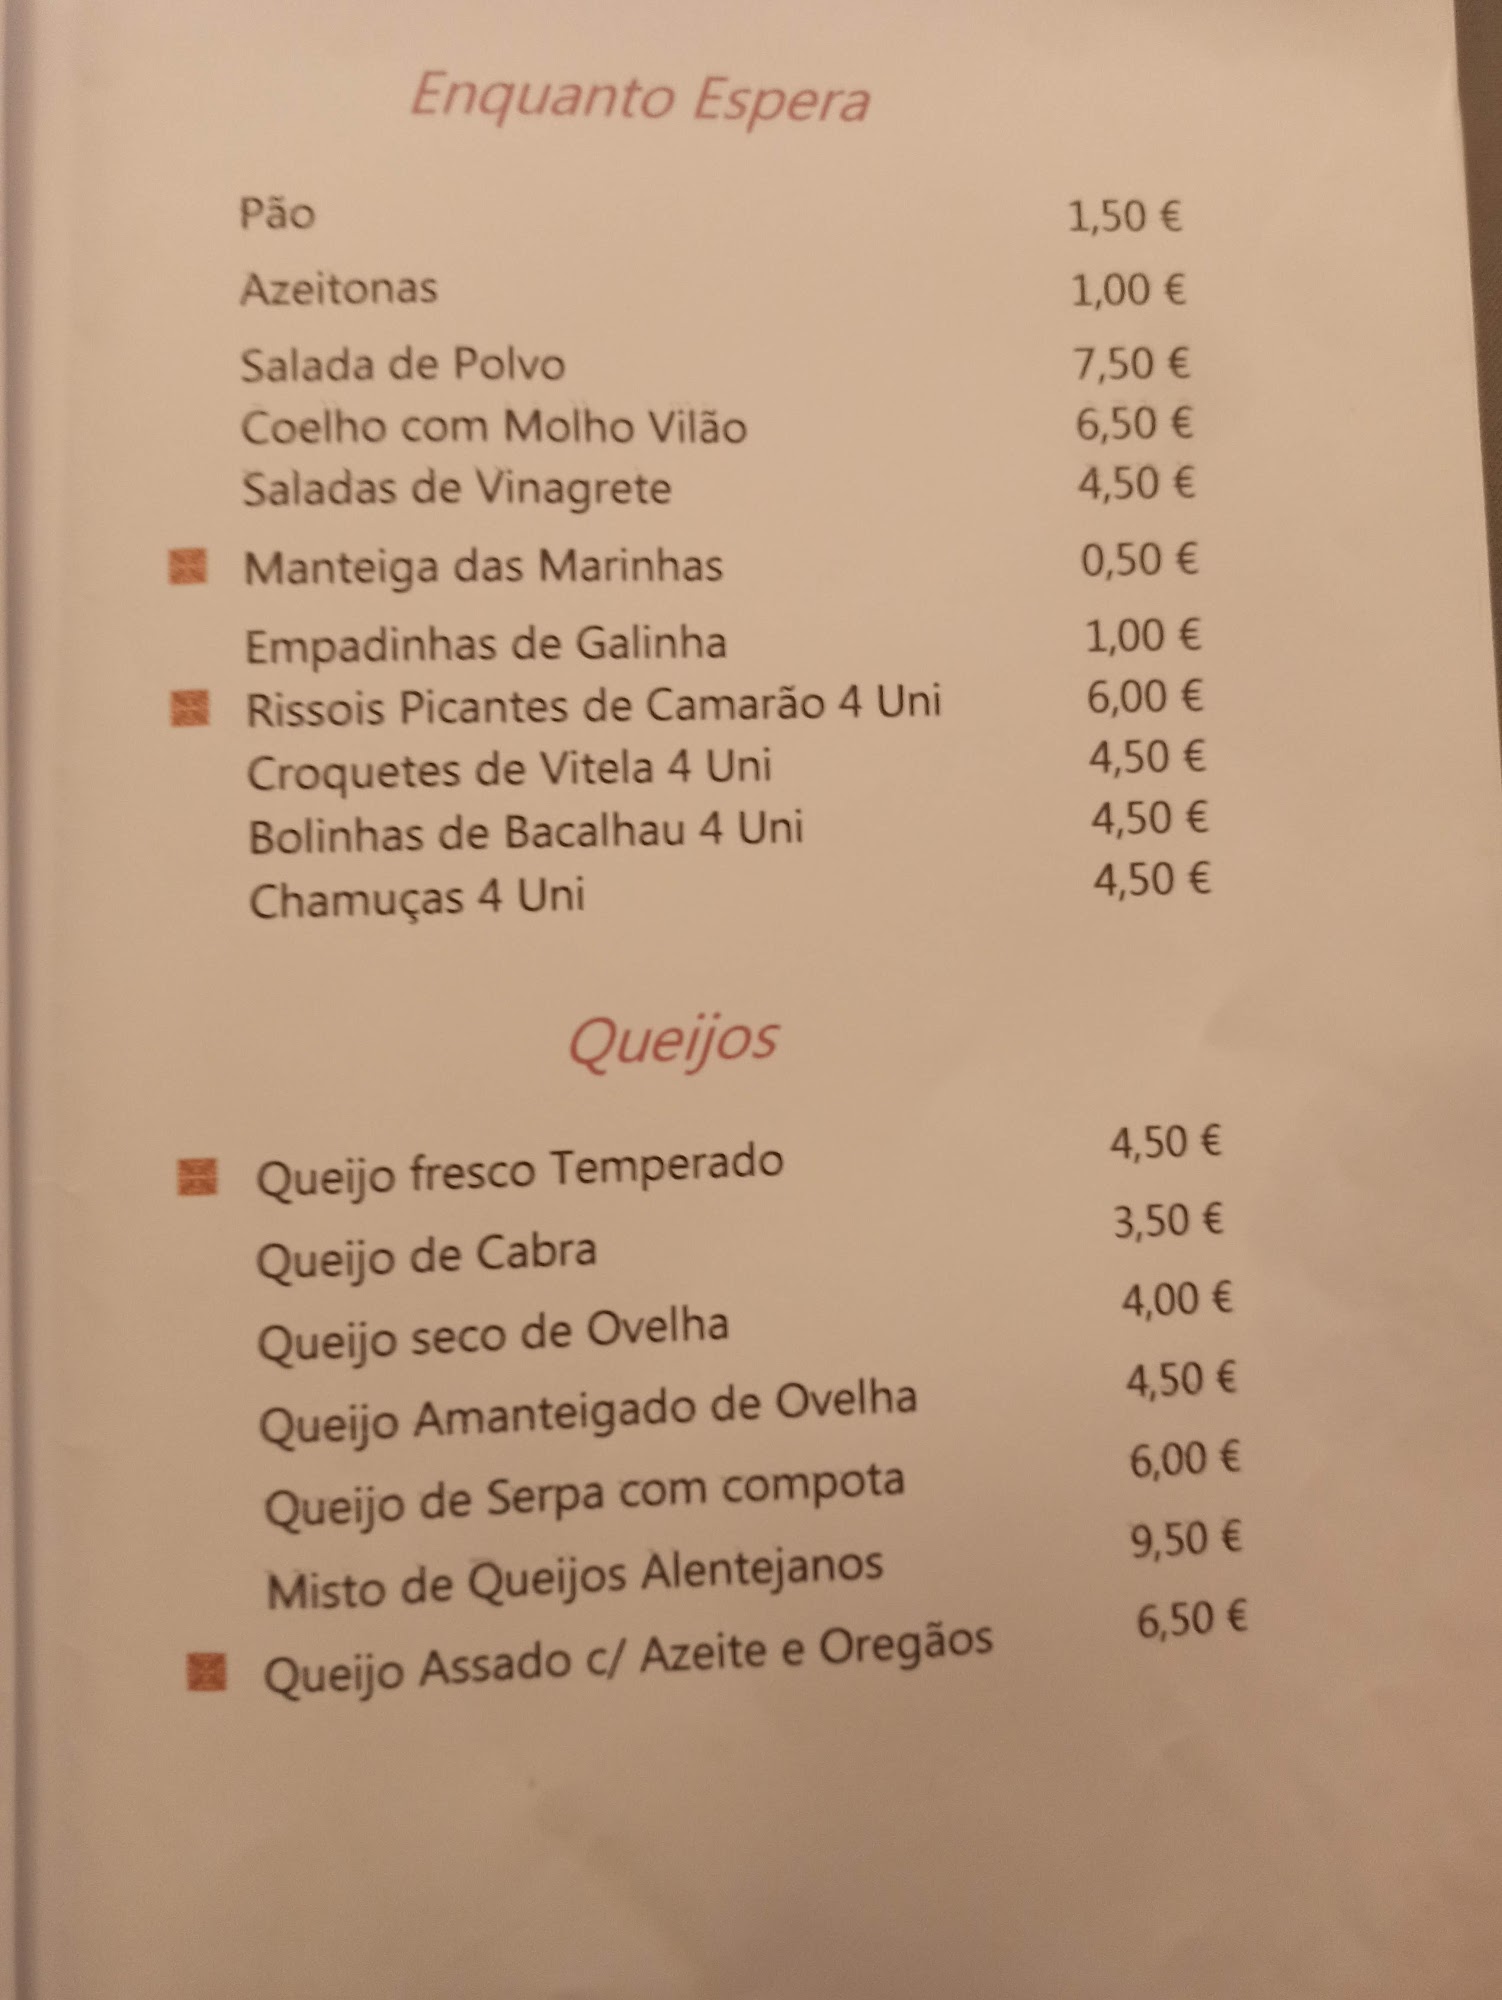 Enquanto Espera
Pão 1,50 €
Azeitonas 1,00 €
Salada de Polvo 7,50 €
Coelho com Molho Vilão 6,50 €
Saladas de Vinagrete 4,50 €
Manteiga das Marinhas 0,50 €
Empadinhas de Galinha 1,00 €
Rissois Picantes de Camarão 4 Uni 6,00 €
Croquetes de Vitela 4 Uni 4,50 €
Bolinhas de Bacalhau 4 Uni 4,50 €
Chamuças 4 Uni 4,50 €
Queijos
Queijo fresco Temperado 4,50 €
Queijo de Cabra 3,50 €
Queijo seco de Ovelha 4,00 €
Queijo Amanteigado de Ovelha 4,50 €
Queijo de Serpa com compota 6,00 €
Misto de Queijos Alentejanos 9,50 €
Queijo Assado c/ Azeite e Oregãos 6,50 €